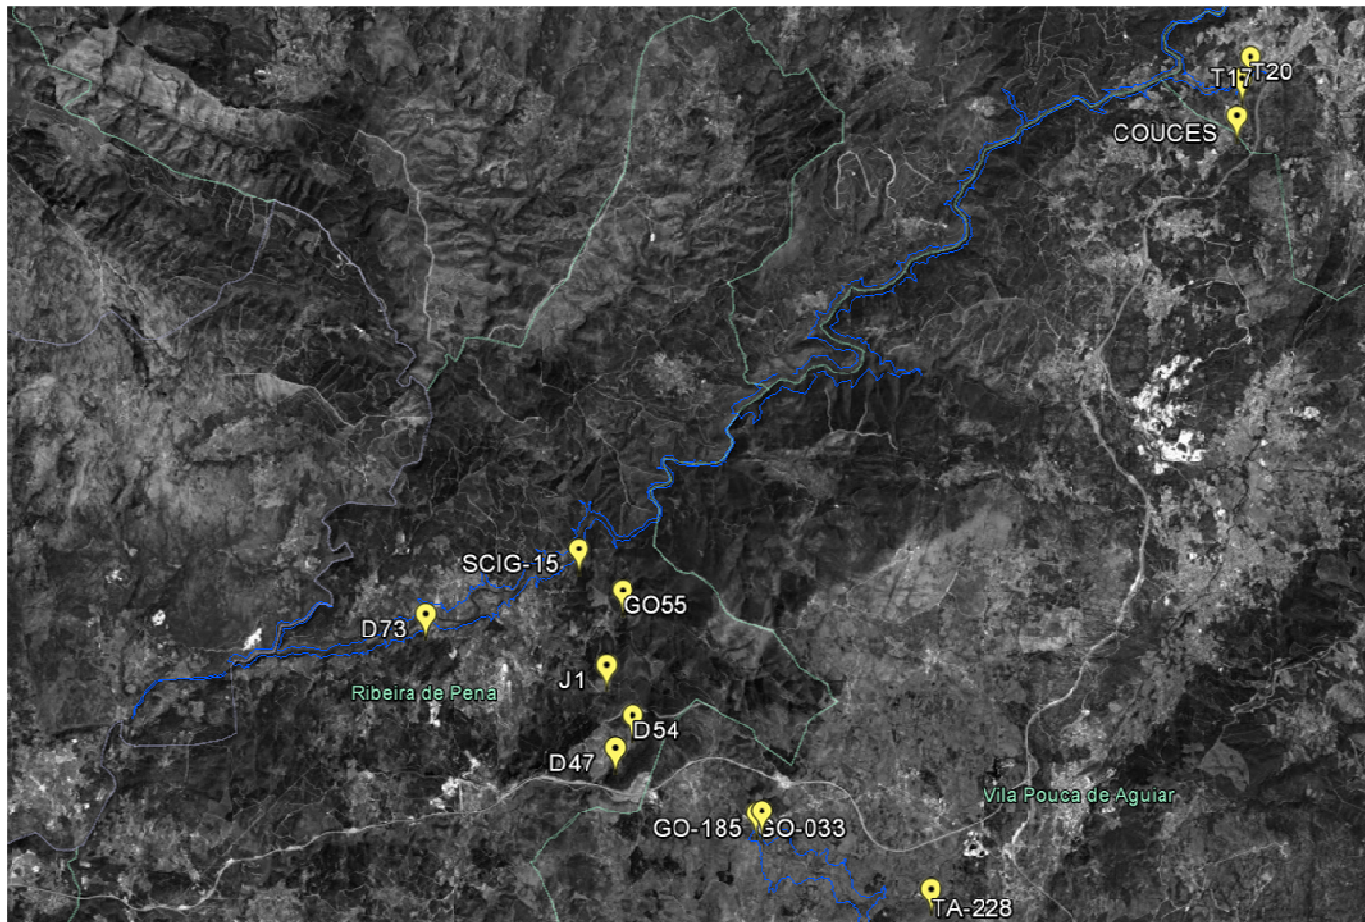 T17
T20
COUCES
SCIG-15
GO55
D73
J1
Ribeira de Pena
D54
D47
Vila Pouca de Aguiar
GO-185
GO-033
TA-228